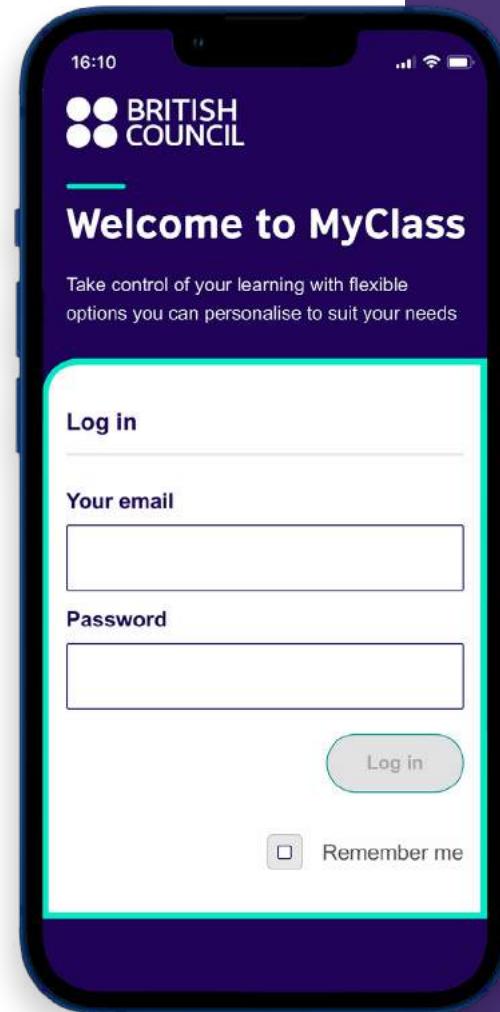 16:10
BRITISH
COUNCIL
Welcome to MyClass
Take control of your learning with flexible
options you can personalise to suit your needs
Log in
Your email
Password
Log in
Remember me